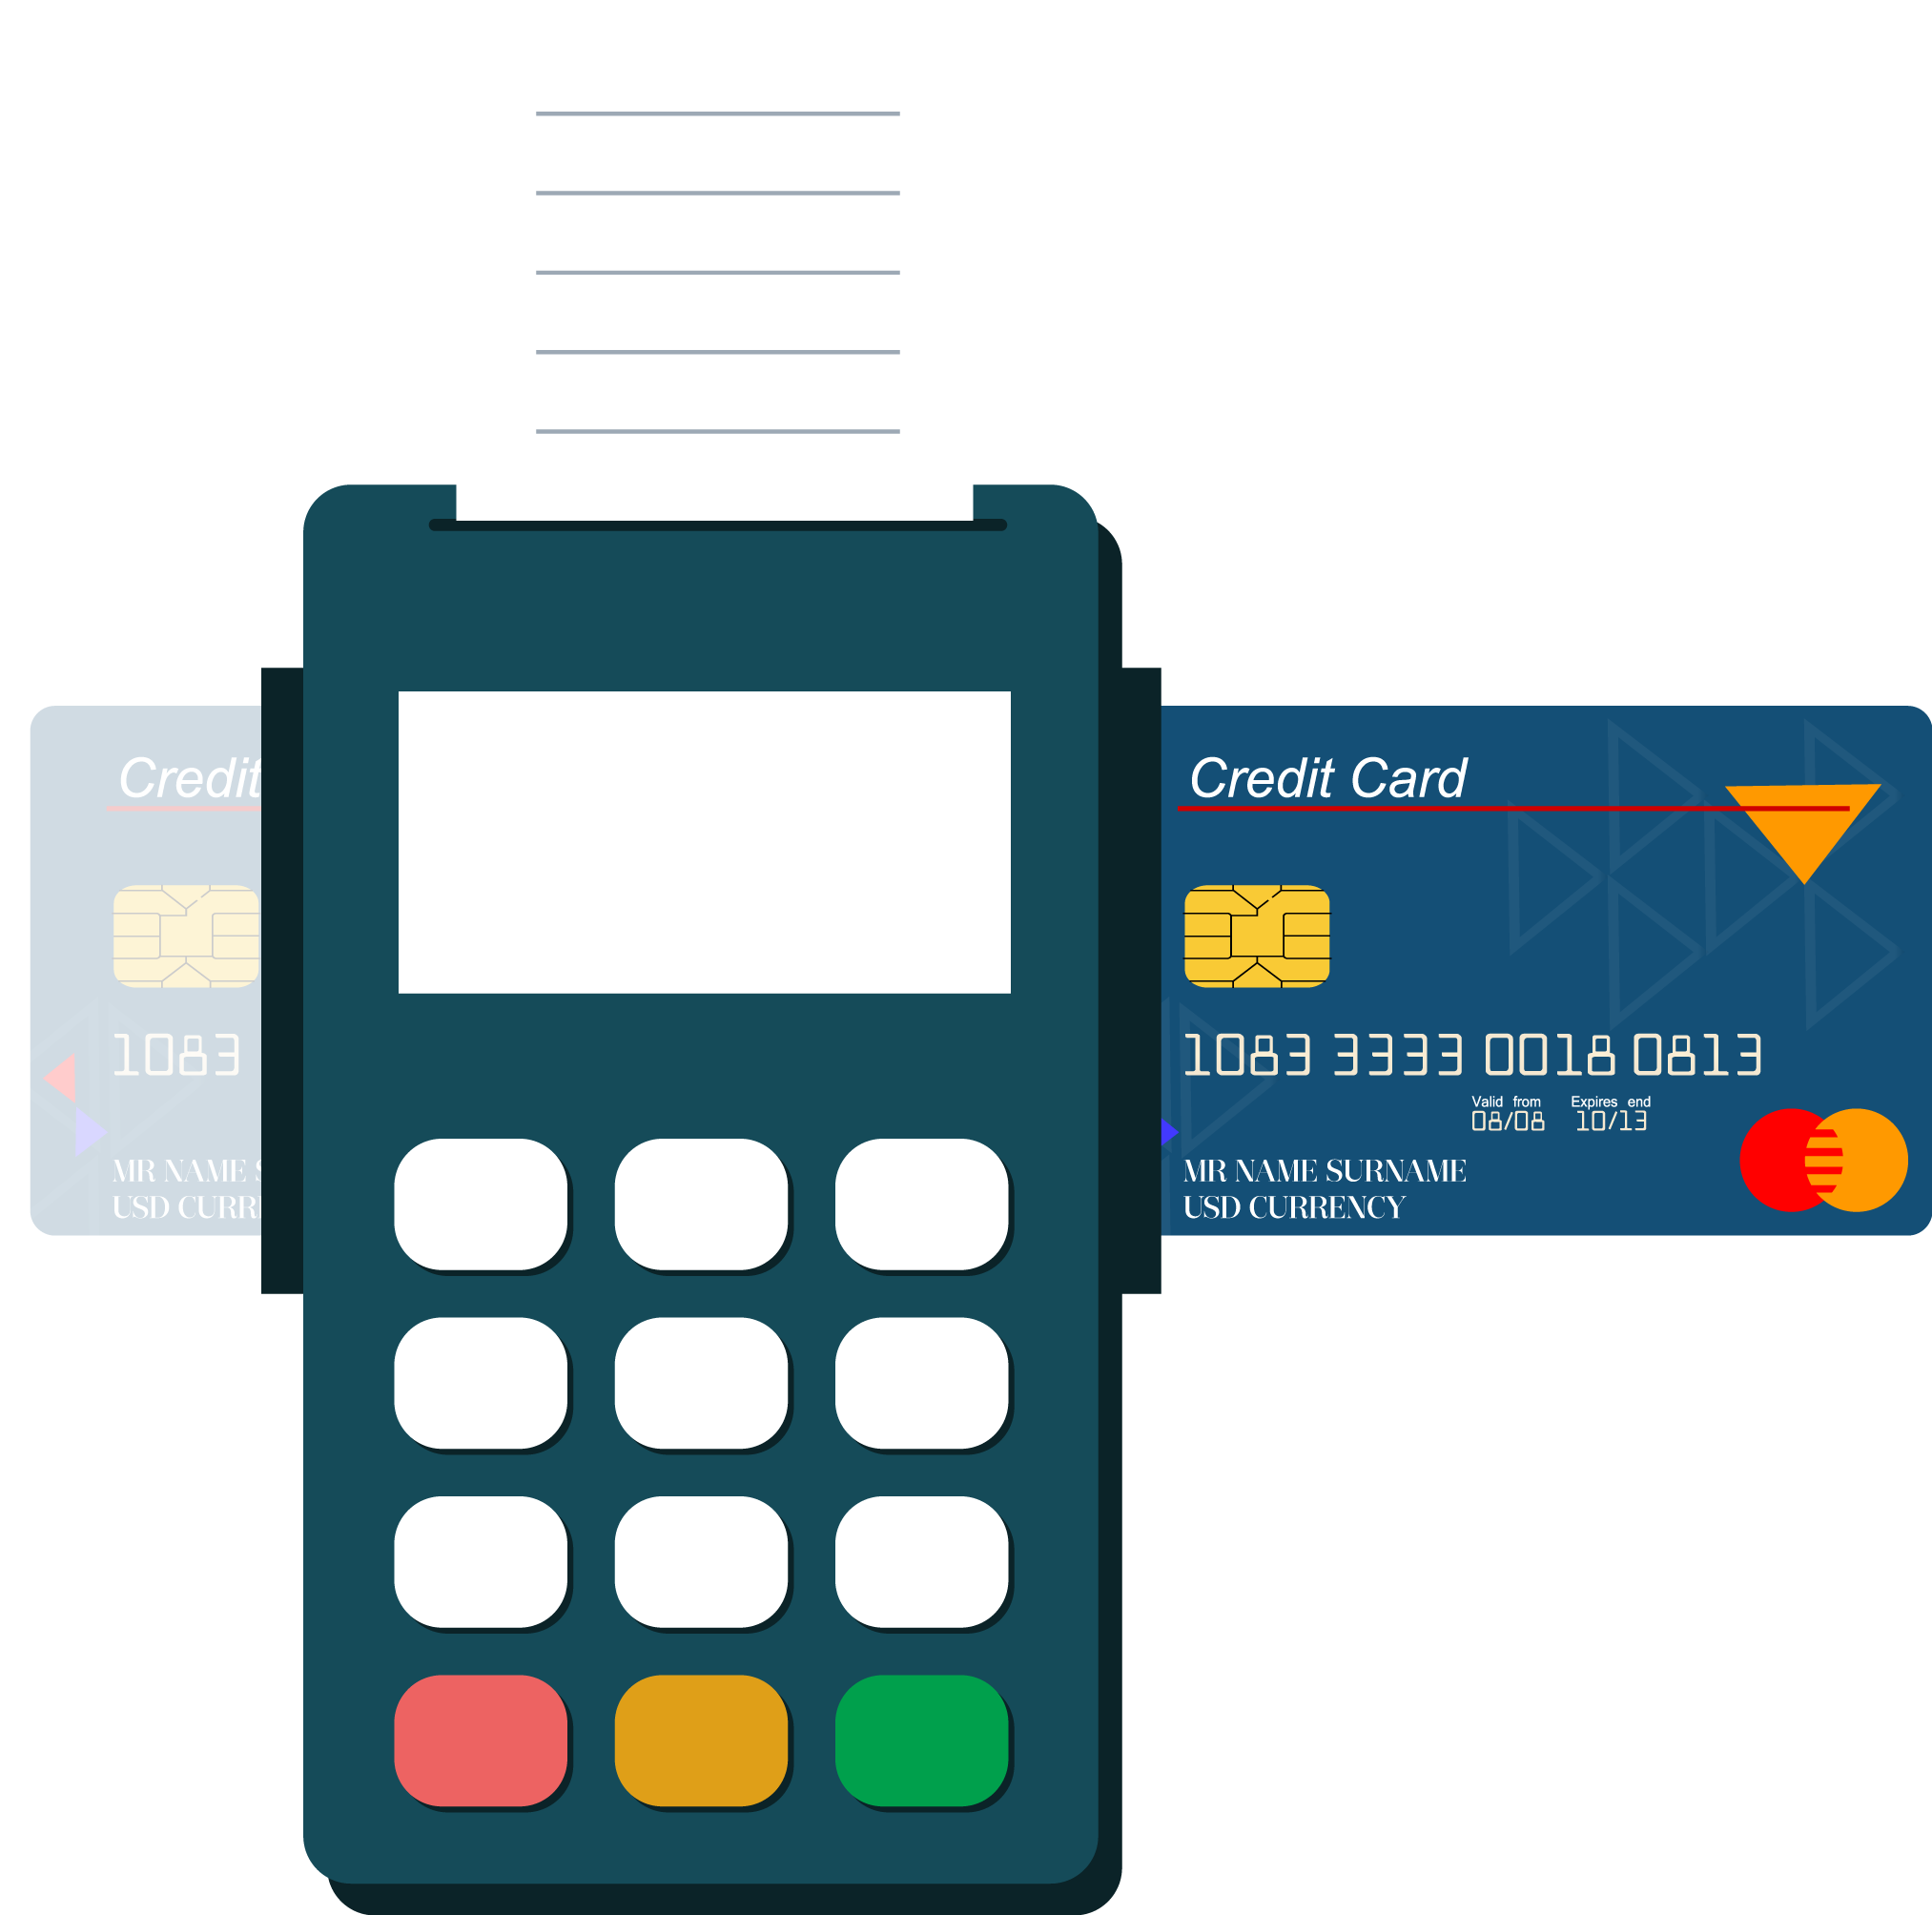 Credit
1083
MR NAME S
USD CURR
Credit Card
1083 3333 0018 0813
Valid from Expires end
08/08 10/13
MR NAME SURNAME
USD CURRENCY